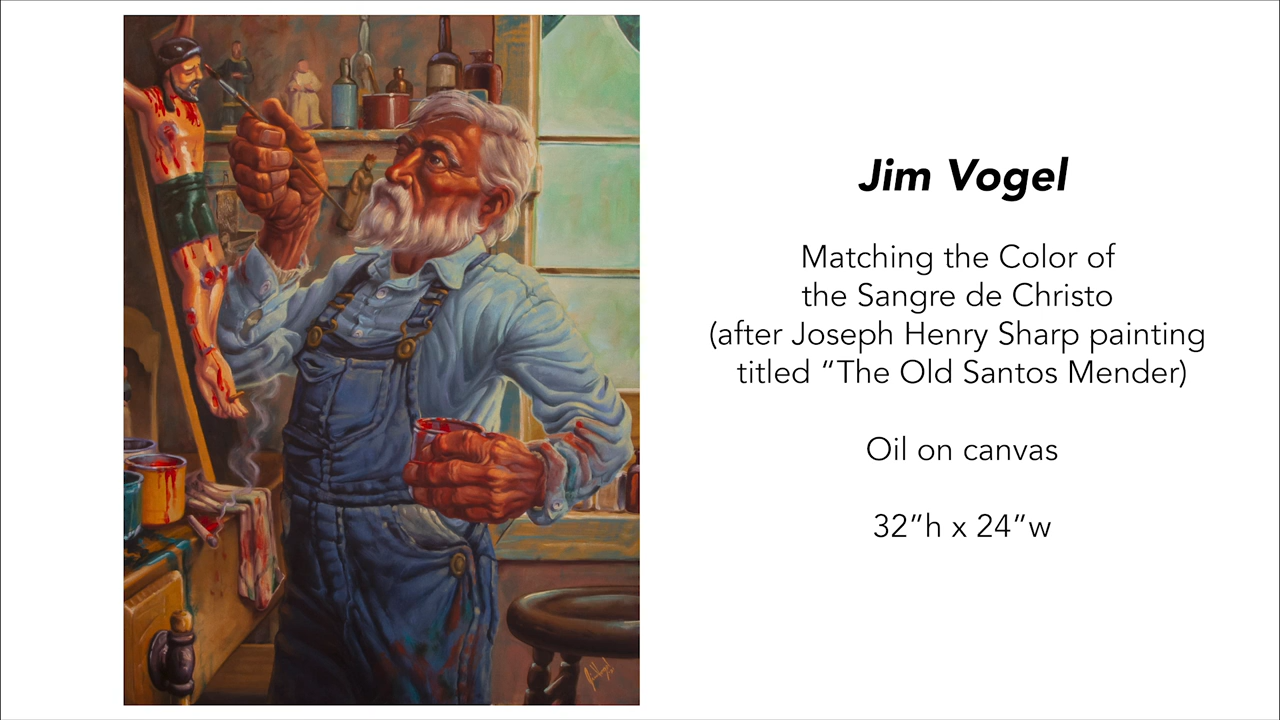 Jim Vogel
Matching the Color of
the Sangre de Christo
(after Joseph Henry Sharp painting
titled “The Old Santos Mender)
Oil on canvas
32”h x 24”w